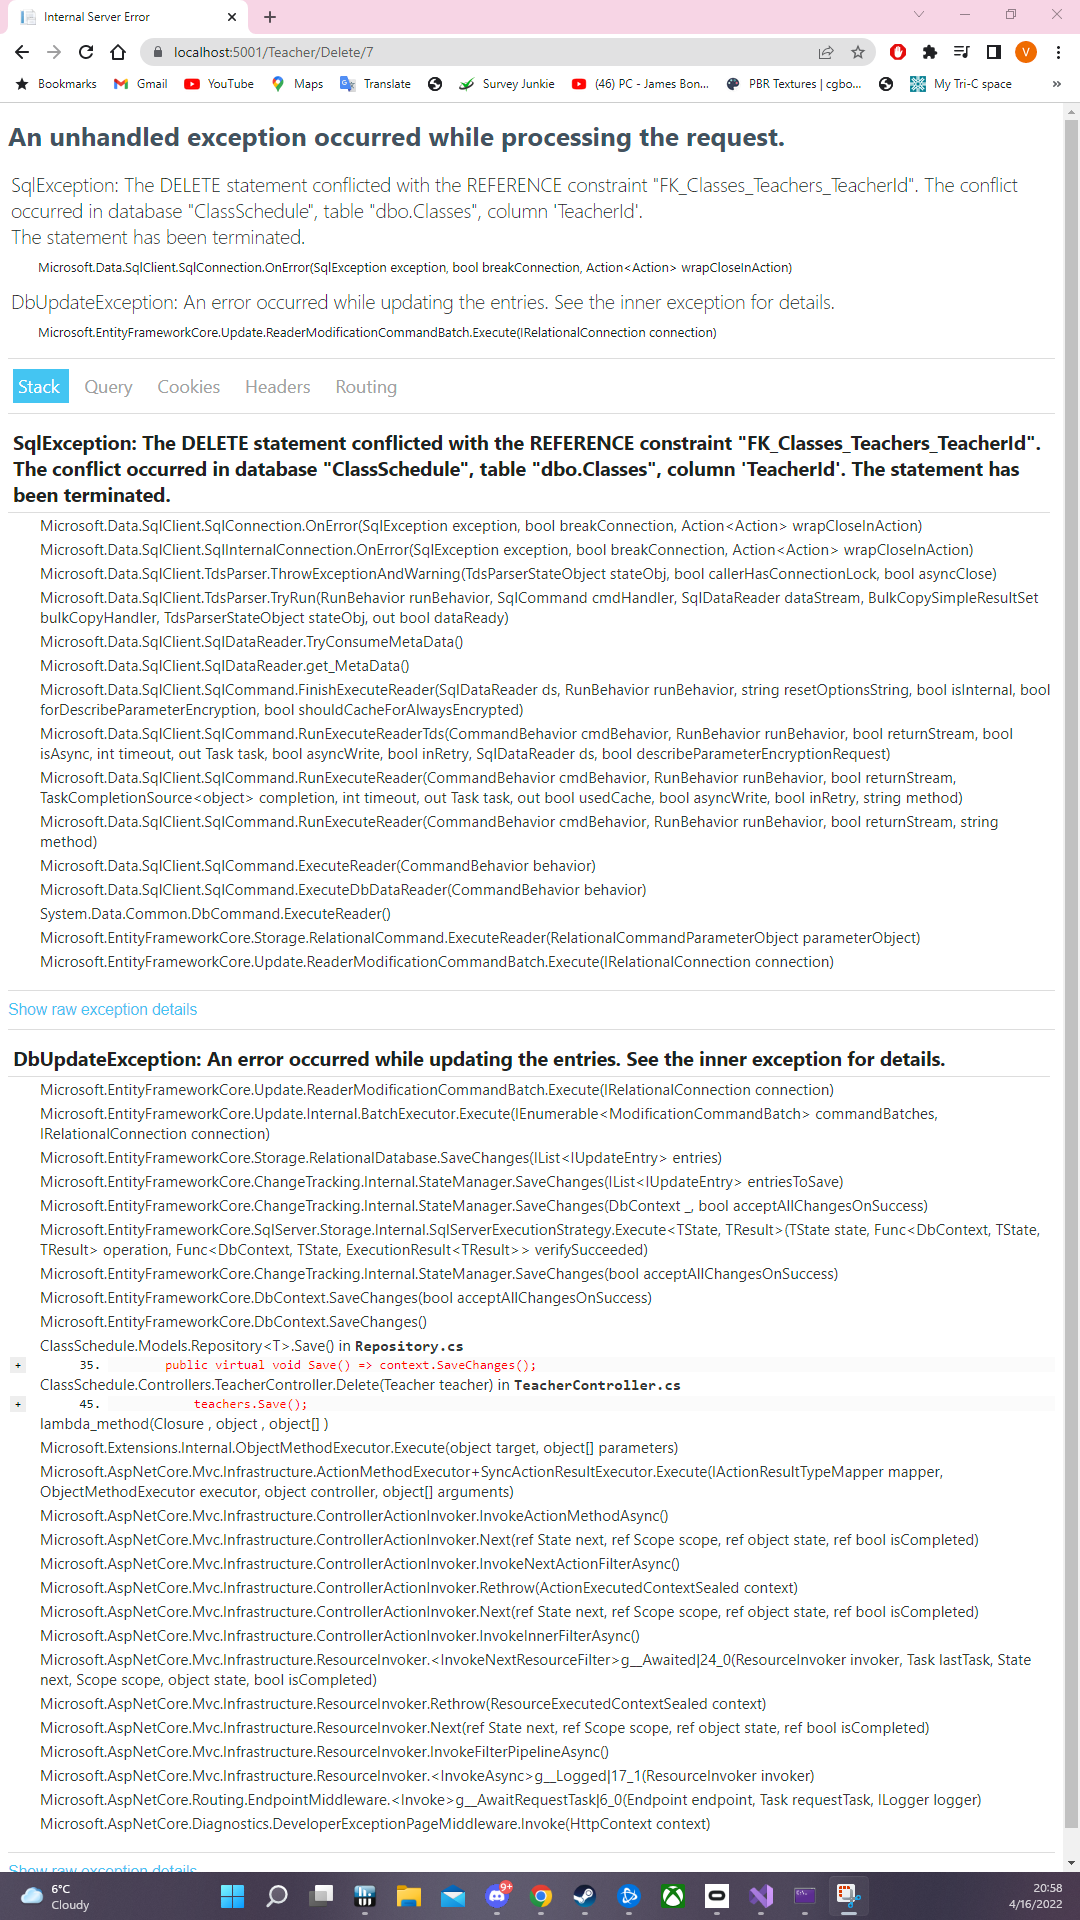 Internal Server Error
localhost:5001/Teacher/Delete/7
V
Bookmarks Gmail YouTube Maps Translate Survey Junkie (46) PC - James Bon... PBR Textures | cgbo... My Tri-C space »
An unhandled exception occurred while processing the request.
SqlException: The DELETE statement conflicted with the REFERENCE constraint "FK_Classes_Teachers_TeacherId". The conflict
occurred in database "ClassSchedule", table "dbo.Classes", column 'TeacherId'.
The statement has been terminated.
Microsoft.Data.SqlClient.SqlConnection.OnError(SqlException exception, bool breakConnection, Action<Action> wrapCloseInAction)
DbUpdateException: An error occurred while updating the entries. See the inner exception for details.
Microsoft.EntityFrameworkCore.Update.ReaderModificationCommandBatch.Execute(IRelationalConnection connection)
Stack Query Cookies Headers Routing
SqlException: The DELETE statement conflicted with the REFERENCE constraint "FK_Classes_Teachers_TeacherId".
The conflict occurred in database "ClassSchedule", table "dbo.Classes", column 'TeacherId'. The statement has
been terminated.
Microsoft.Data.SqlClient.SqlConnection.OnError(SqlException exception, bool breakConnection, Action<Action> wrapCloseInAction)
Microsoft.Data.SqlClient.SqlInternalConnection.OnError(SqlException exception, bool breakConnection, Action<Action> wrapCloseInAction)
Microsoft.Data.SqlClient.TdsParser.ThrowExceptionAndWarning(TdsParserStateObject stateObj, bool callerHasConnectionLock, bool asyncClose)
Microsoft.Data.SqlClient.TdsParser.TryRun(RunBehavior runBehavior, SqlCommand cmdHandler, SqlDataReader dataStream, BulkCopySimpleResultSet
bulkCopyHandler, TdsParserStateObject stateObj, out bool dataReady)
Microsoft.Data.SqlClient.SqlDataReader.TryConsumeMetaData()
Microsoft.Data.SqlClient.SqlDataReader.get_MetaData()
Microsoft.Data.SqlClient.SqlCommand.FinishExecuteReader(SqlDataReader ds, RunBehavior runBehavior, string resetOptionsString, bool isInternal, bool
forDescribeParameterEncryption, bool shouldCacheForAlwaysEncrypted)
Microsoft.Data.SqlClient.SqlCommand.RunExecuteReaderTds(CommandBehavior cmdBehavior, RunBehavior runBehavior, bool returnStream, bool
isAsync, int timeout, out Task task, bool asyncWrite, bool inRetry, SqlDataReader ds, bool describeParameterEncryptionRequest)
Microsoft.Data.SqlClient.SqlCommand.RunExecuteReader(CommandBehavior cmdBehavior, RunBehavior runBehavior, bool returnStream,
TaskCompletionSource<object> completion, int timeout, out Task task, out bool usedCache, bool asyncWrite, bool inRetry, string method)
Microsoft.Data.SqlClient.SqlCommand.RunExecuteReader(CommandBehavior cmdBehavior, RunBehavior runBehavior, bool returnStream, string
method)
Microsoft.Data.SqlClient.SqlCommand.ExecuteReader(CommandBehavior behavior)
Microsoft.Data.SqlClient.SqlCommand.ExecuteDbDataReader(CommandBehavior behavior)
System.Data.Common.DbCommand.ExecuteReader()
Microsoft.EntityFrameworkCore.Storage.RelationalCommand.ExecuteReader(RelationalCommandParameterObject parameterObject)
Microsoft.EntityFrameworkCore.Update.ReaderModificationCommandBatch.Execute(IRelationalConnection connection)
Show raw exception details
DbUpdateException: An error occurred while updating the entries. See the inner exception for details.
Microsoft.EntityFrameworkCore.Update.ReaderModificationCommandBatch.Execute(IRelationalConnection connection)
Microsoft.EntityFrameworkCore.Update.Internal.BatchExecutor.Execute(IEnumerable<ModificationCommandBatch> commandBatches,
IRelationalConnection connection)
Microsoft.EntityFrameworkCore.Storage.RelationalDatabase.SaveChanges(IList<IUpdateEntry> entries)
Microsoft.EntityFrameworkCore.ChangeTracking.Internal.StateManager.SaveChanges(IList<IUpdateEntry> entriesToSave)
Microsoft.EntityFrameworkCore.ChangeTracking.Internal.StateManager.SaveChanges(DbContext _, bool acceptAllChangesOnSuccess)
Microsoft.EntityFrameworkCore.SqlServer.Storage.Internal.SqlServerExecutionStrategy.Execute<TState, TResult>(TState state, Func<DbContext, TState,
TResult> operation, Func<DbContext, TState, ExecutionResult<TResult>> verifySucceeded)
Microsoft.EntityFrameworkCore.ChangeTracking.Internal.StateManager.SaveChanges(bool acceptAllChangesOnSuccess)
Microsoft.EntityFrameworkCore.DbContext.SaveChanges(bool acceptAllChangesOnSuccess)
Microsoft.EntityFrameworkCore.DbContext.SaveChanges()
ClassSchedule.Models.Repository<T>.Save() in Repository.cs
+ 35. public virtual void Save() => context.SaveChanges();
ClassSchedule.Controllers.TeacherController.Delete(Teacher teacher) in TeacherController.cs
+ 45. teachers.Save();
lambda_method(Closure , object , object[] )
Microsoft.Extensions.Internal.ObjectMethodExecutor.Execute(object target, object[] parameters)
Microsoft.AspNetCore.Mvc.Infrastructure.ActionMethodExecutor+SyncActionResultExecutor.Execute(IActionResultTypeMapper mapper,
ObjectMethodExecutor executor, object controller, object[] arguments)
Microsoft.AspNetCore.Mvc.Infrastructure.ControllerActionInvoker.InvokeActionMethodAsync()
Microsoft.AspNetCore.Mvc.Infrastructure.ControllerActionInvoker.Next(ref State next, ref Scope scope, ref object state, ref bool isCompleted)
Microsoft.AspNetCore.Mvc.Infrastructure.ControllerActionInvoker.InvokeNextActionFilterAsync()
Microsoft.AspNetCore.Mvc.Infrastructure.ControllerActionInvoker.Rethrow(ActionExecutedContextSealed context)
Microsoft.AspNetCore.Mvc.Infrastructure.ControllerActionInvoker.Next(ref State next, ref Scope scope, ref object state, ref bool isCompleted)
Microsoft.AspNetCore.Mvc.Infrastructure.ControllerActionInvoker.InvokeInnerFilterAsync()
Microsoft.AspNetCore.Mvc.Infrastructure.ResourceInvoker.<InvokeNextResourceFilter>g__Awaited|24_0(ResourceInvoker invoker, Task lastTask, State
next, Scope scope, object state, bool isCompleted)
Microsoft.AspNetCore.Mvc.Infrastructure.ResourceInvoker.Rethrow(ResourceExecutedContextSealed context)
Microsoft.AspNetCore.Mvc.Infrastructure.ResourceInvoker.Next(ref State next, ref Scope scope, ref object state, ref bool isCompleted)
Microsoft.AspNetCore.Mvc.Infrastructure.ResourceInvoker.InvokeFilterPipelineAsync()
Microsoft.AspNetCore.Mvc.Infrastructure.ResourceInvoker.<InvokeAsync>g__Logged|17_1(ResourceInvoker invoker)
Microsoft.AspNetCore.Routing.EndpointMiddleware.<Invoke>g__AwaitRequestTask|6_0(Endpoint endpoint, Task requestTask, ILogger logger)
Microsoft.AspNetCore.Diagnostics.DeveloperExceptionPageMiddleware.Invoke(HttpContext context)
Show raw exception details
6°C
Cloudy
9+
20:58
4/16/2022